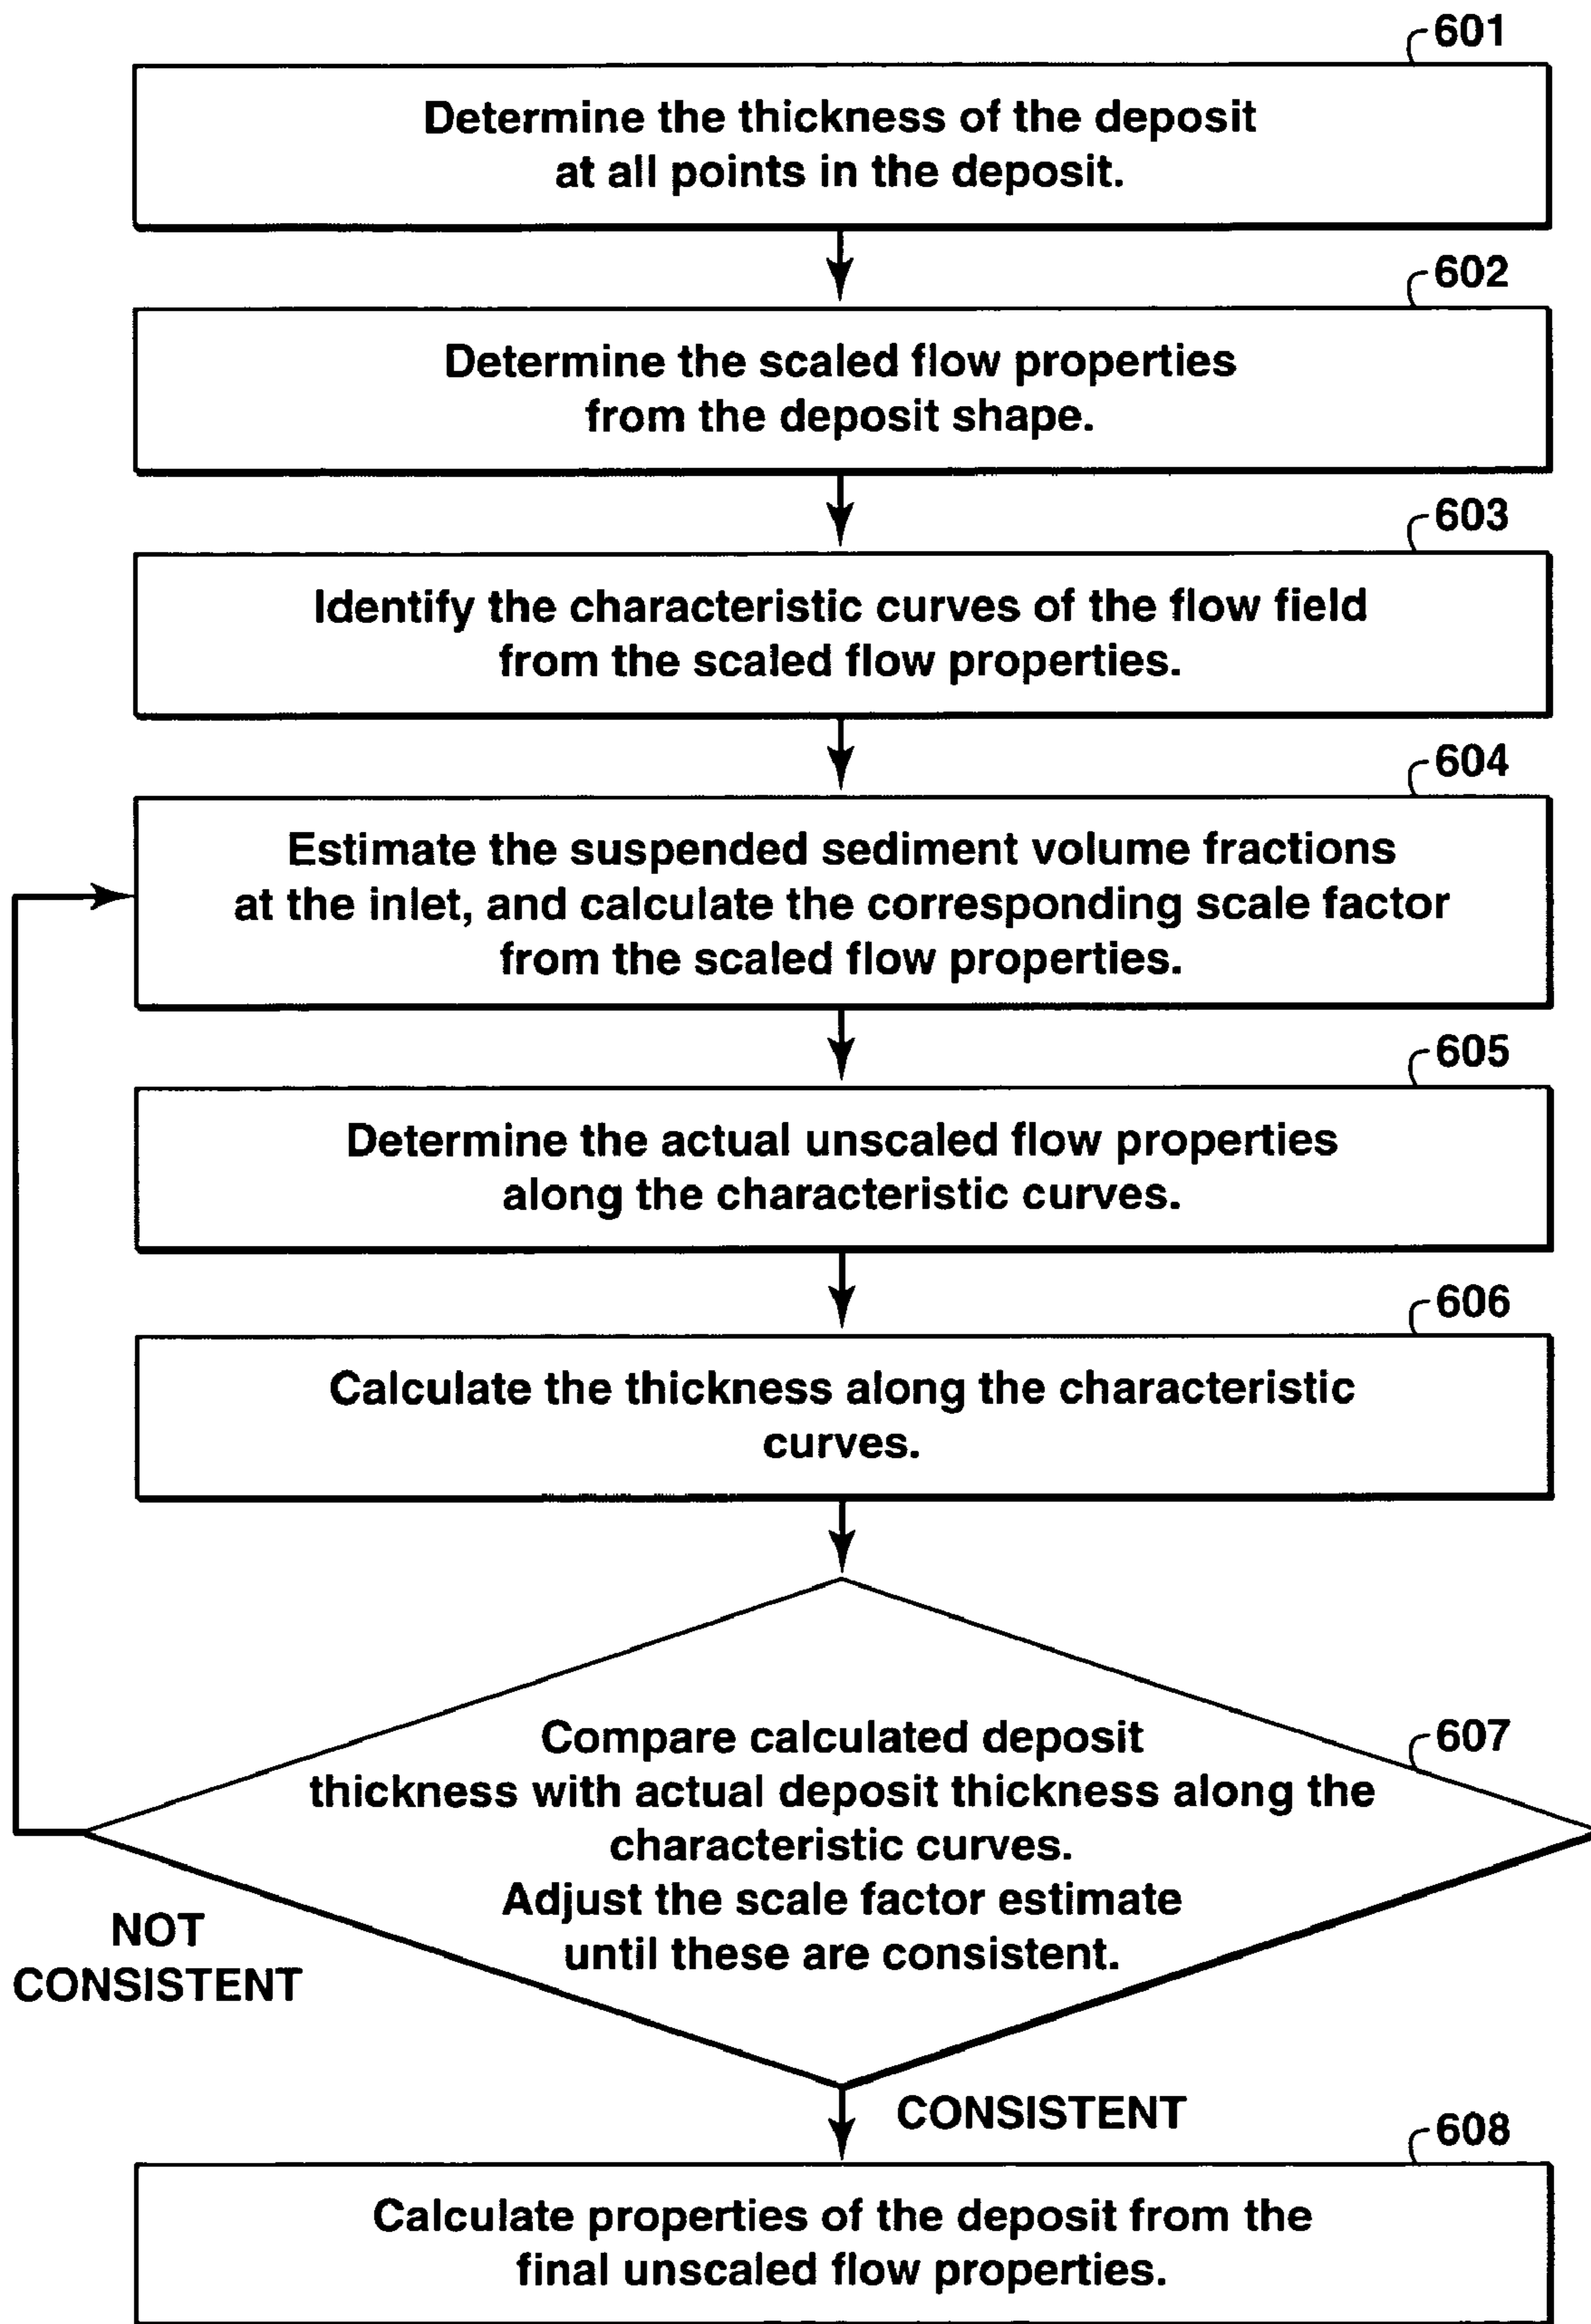 601
Determine the thickness of the deposit
at all points in the deposit.
602
Determine the scaled flow properties
from the deposit shape.
603
Identify the characteristic curves of the flow field
from the scaled flow properties.
604
Estimate the suspended sediment volume fractions
at the inlet, and calculate the corresponding scale factor
from the scaled flow properties.
605
Determine the actual unscaled flow properties
along the characteristic curves.
606
Calculate the thickness along the characteristic
curves.
607
Compare calculated deposit
thickness with actual deposit thickness along the
characteristic curves.
Adjust the scale factor estimate
until these are consistent.
NOT
CONSISTENT
CONSISTENT
608
Calculate properties of the deposit from the
final unscaled flow properties.